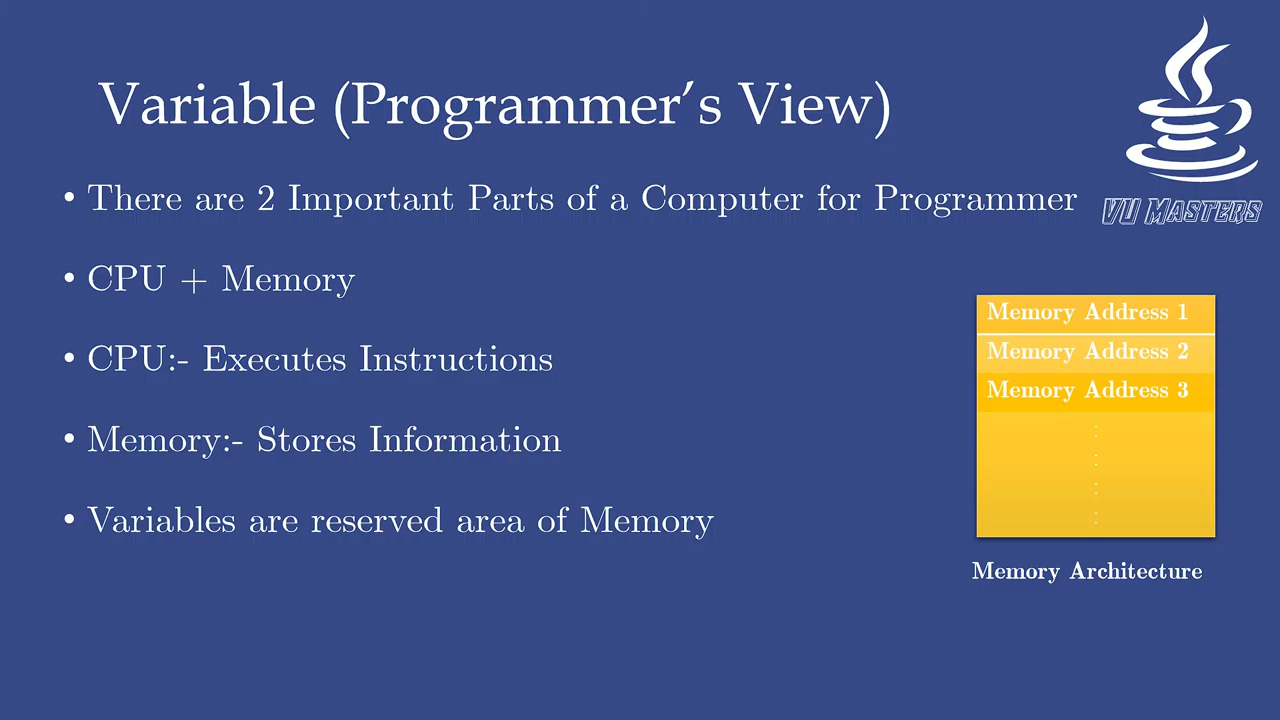 Variable (Programmer's View)
• There are 2 Important Parts of a Computer for Programmer
• CPU + Memory
• CPU:- Executes Instructions
• Memory:- Stores Information
• Variables are reserved area of Memory
VU MASTERS
Memory Address 1
Memory Address 2
Memory Address 3
Memory Architecture